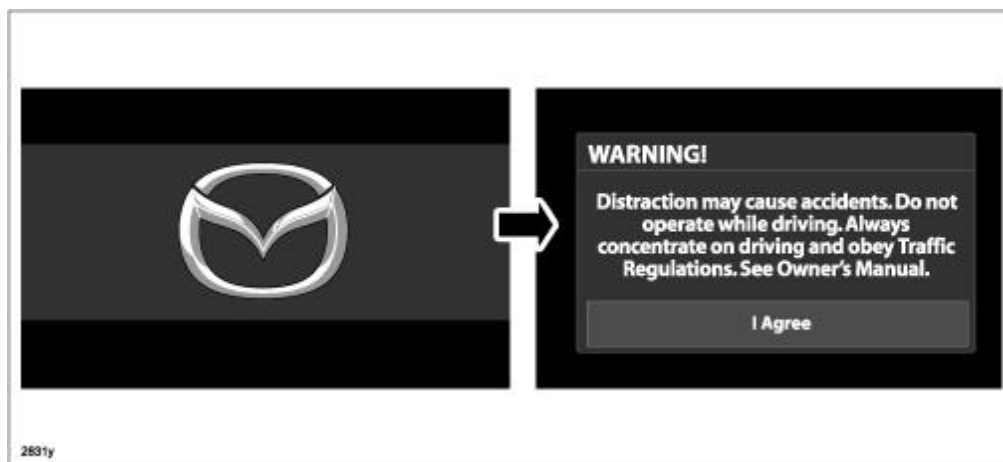 WARNING!
Distraction may cause accidents. Do not
operate while driving. Always
concentrate on driving and obey Traffic
Regulations. See Owner's Manual.
I Agree
2831y